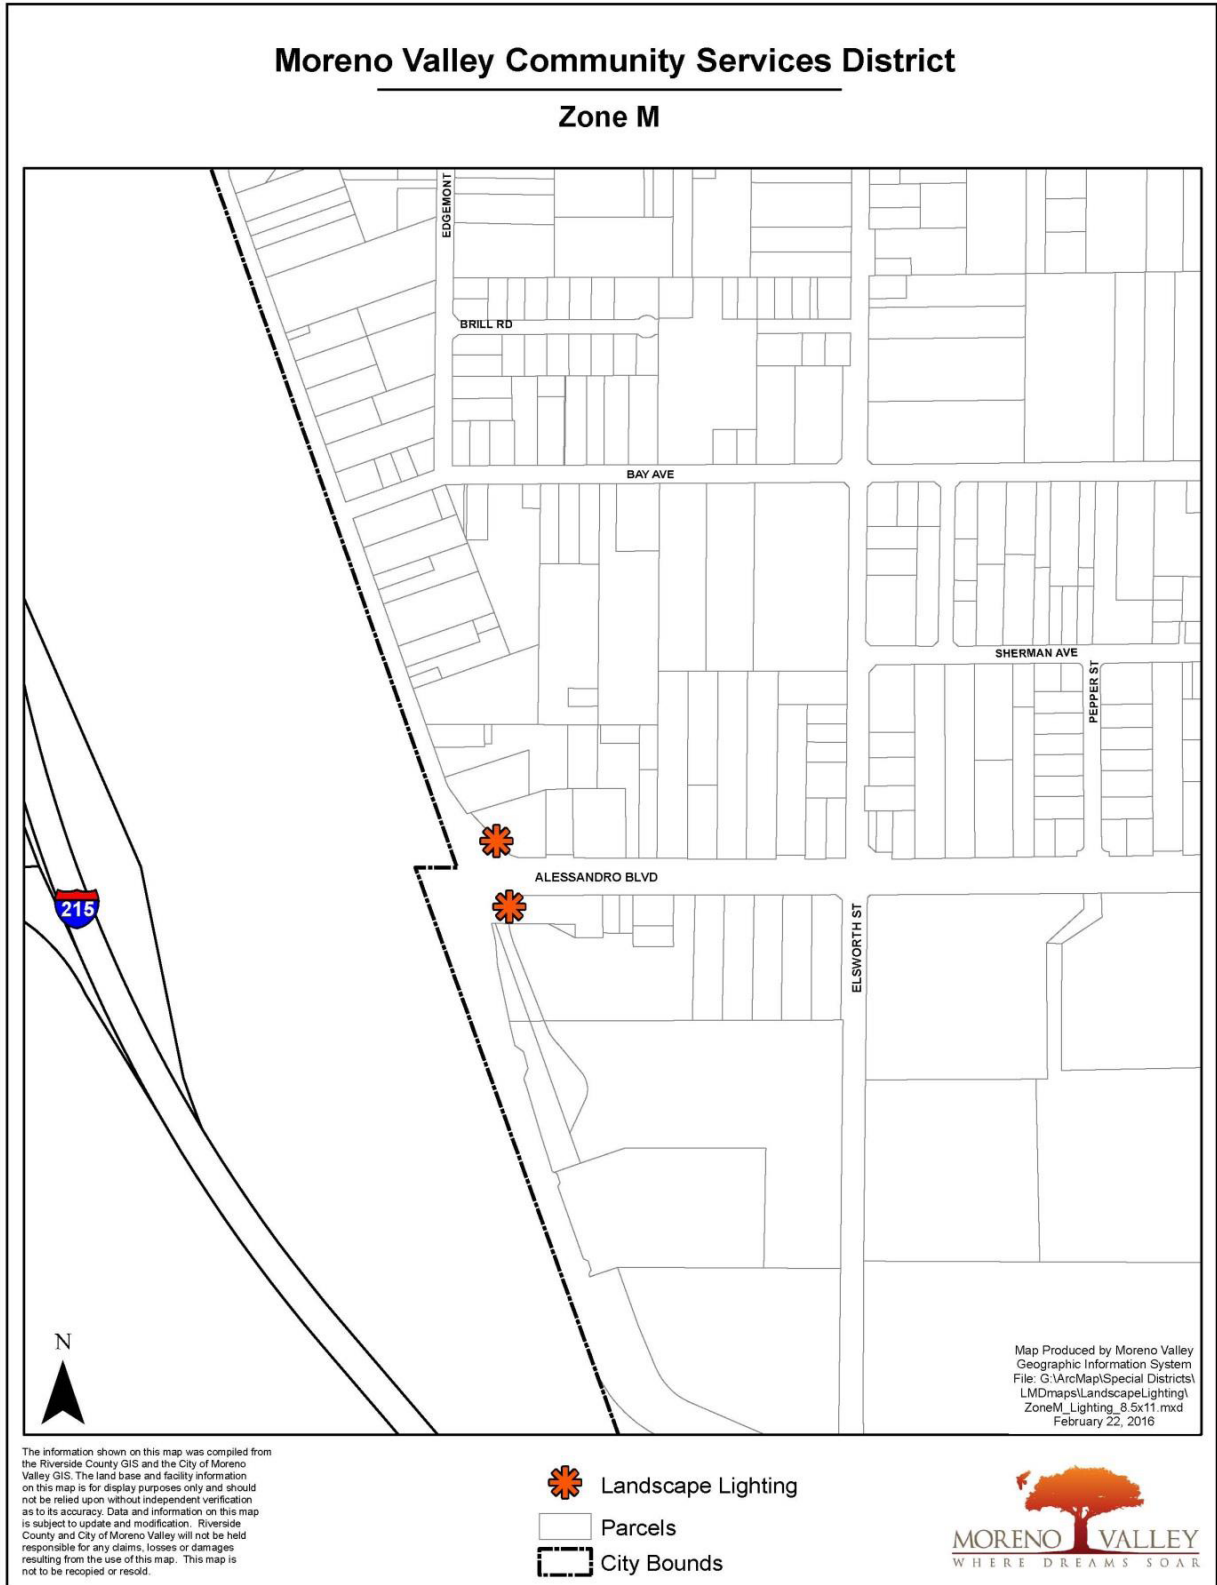 Moreno Valley Community Services District
Zone M
EDGEMONT
BRILL RD
BAY AVE
SHERMAN AVE
PEPPER ST
ALESSANDRO BLVD
215
ELSWORTH ST
N
Map Produced by Moreno Valley
Geographic Information System
File: G:\ArcMap\Special Districts\
LMDmaps\LandscapeLighting\
ZoneM_Lighting_8.5x11.mxd
February 22, 2016
The information shown on this map was compiled from
the Riverside County GIS and the City of Moreno
Valley GIS. The land base and facility information
on this map is for display purposes only and should
not be relied upon without independent verification
as to its accuracy. Data and information on this map
is subject to update and modification. Riverside
County and City of Moreno Valley will not be held
responsible for any claims, losses or damages
resulting from the use of this map. This map is
not to be recopied or resold.
Landscape Lighting
Parcels
City Bounds
MORENO VALLEY
WHERE DREAMS SOAR